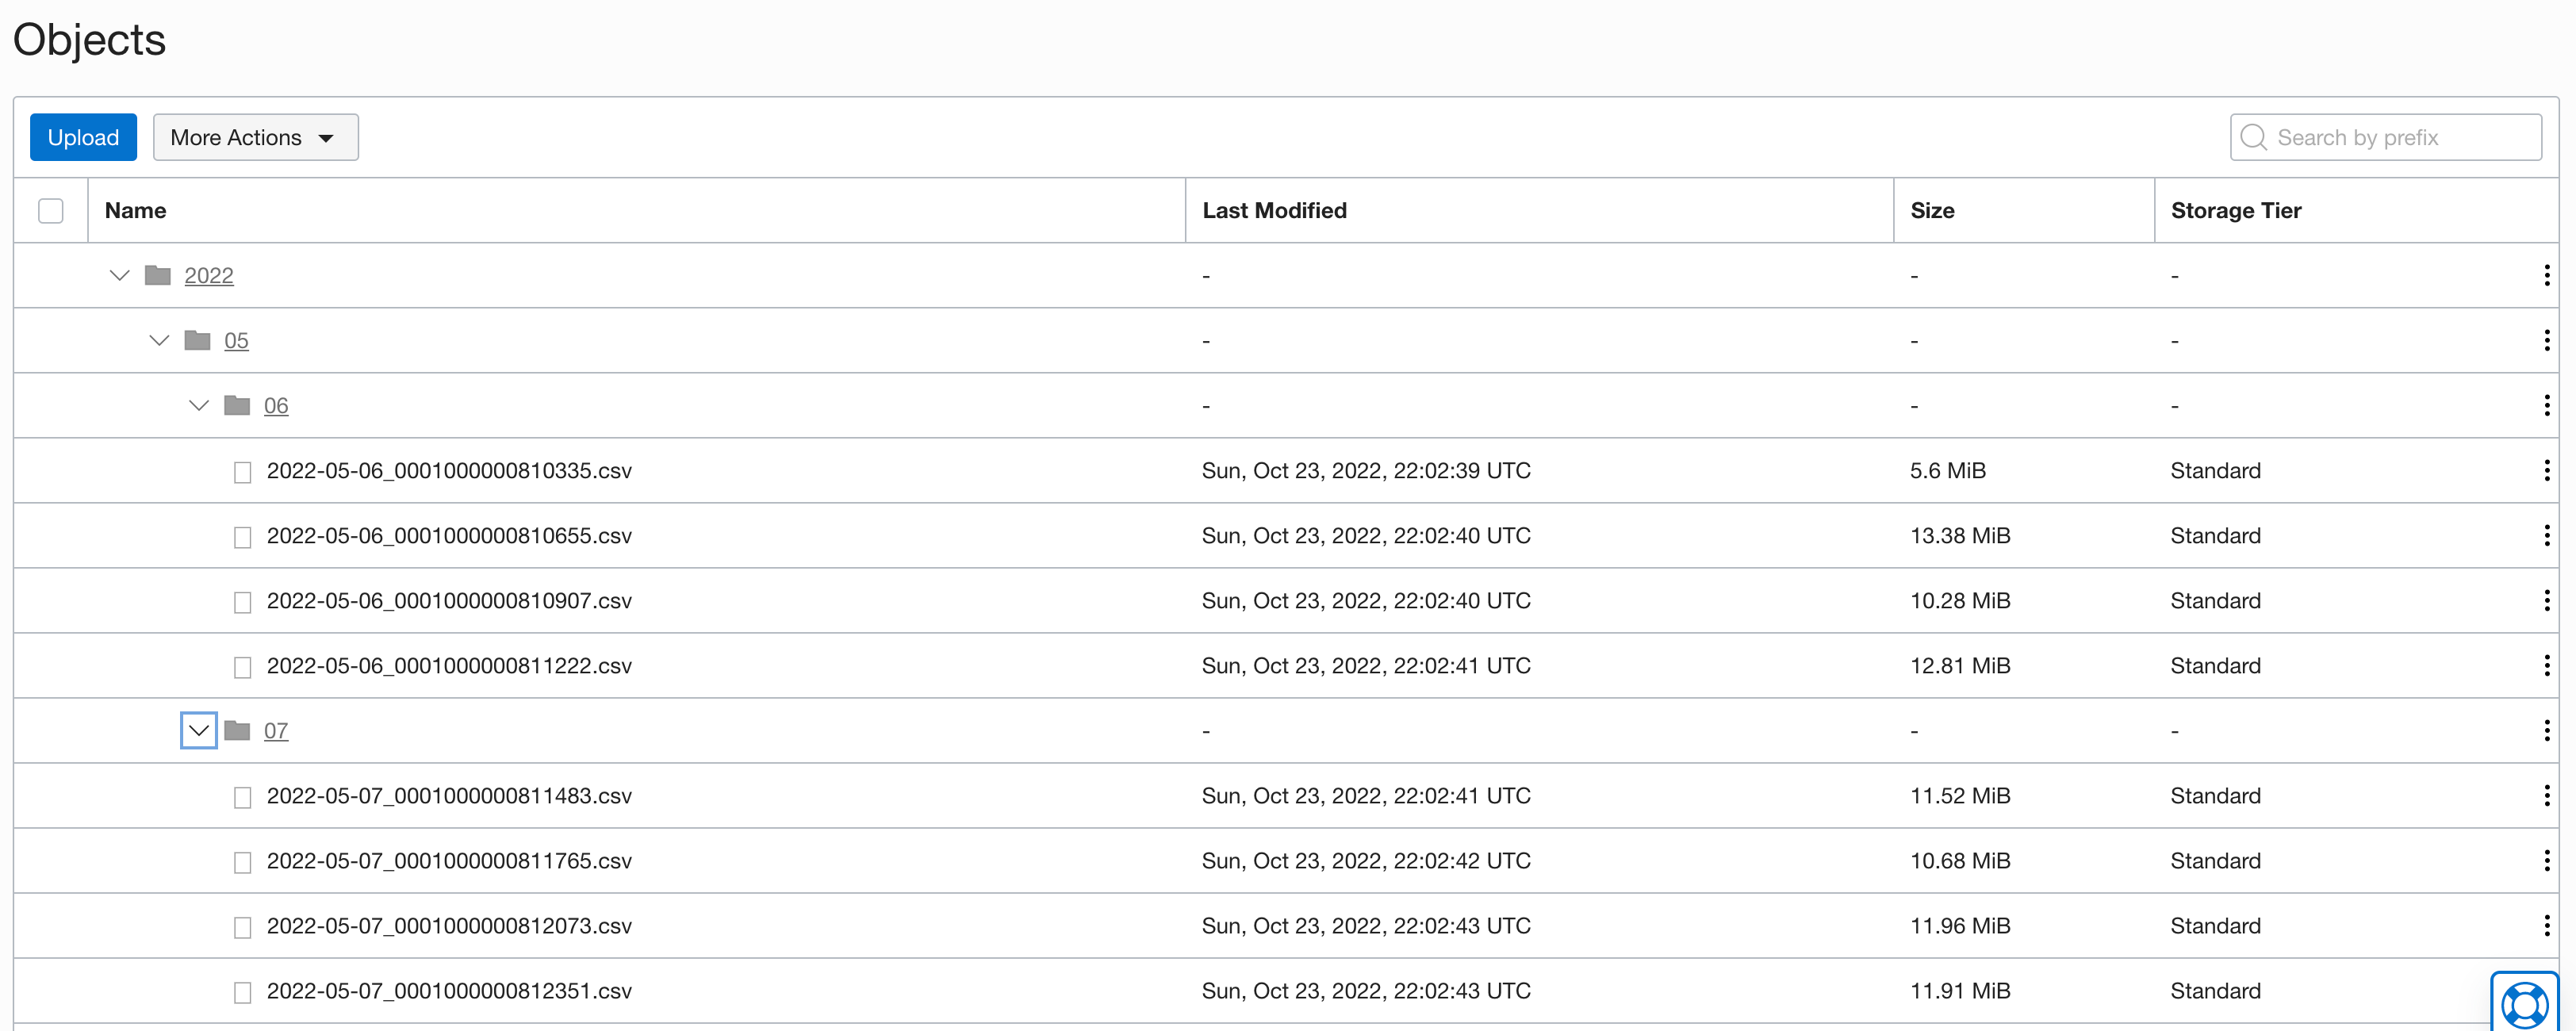 Objects
Upload More Actions Search by prefix
Name Last Modified Size Storage Tier
2022 - - -
05 - - -
06 - - -
2022-05-06_0001000000810335.csv Sun, Oct 23, 2022, 22:02:39 UTC 5.6 MiB Standard
2022-05-06_0001000000810655.csv Sun, Oct 23, 2022, 22:02:40 UTC 13.38 MiB Standard
2022-05-06_0001000000810907.csv Sun, Oct 23, 2022, 22:02:40 UTC 10.28 MiB Standard
2022-05-06_0001000000811222.csv Sun, Oct 23, 2022, 22:02:41 UTC 12.81 MiB Standard
07 - - -
2022-05-07_0001000000811483.csv Sun, Oct 23, 2022, 22:02:41 UTC 11.52 MiB Standard
2022-05-07_0001000000811765.csv Sun, Oct 23, 2022, 22:02:42 UTC 10.68 MiB Standard
2022-05-07_0001000000812073.csv Sun, Oct 23, 2022, 22:02:43 UTC 11.96 MiB Standard
2022-05-07_0001000000812351.csv Sun, Oct 23, 2022, 22:02:43 UTC 11.91 MiB Standard